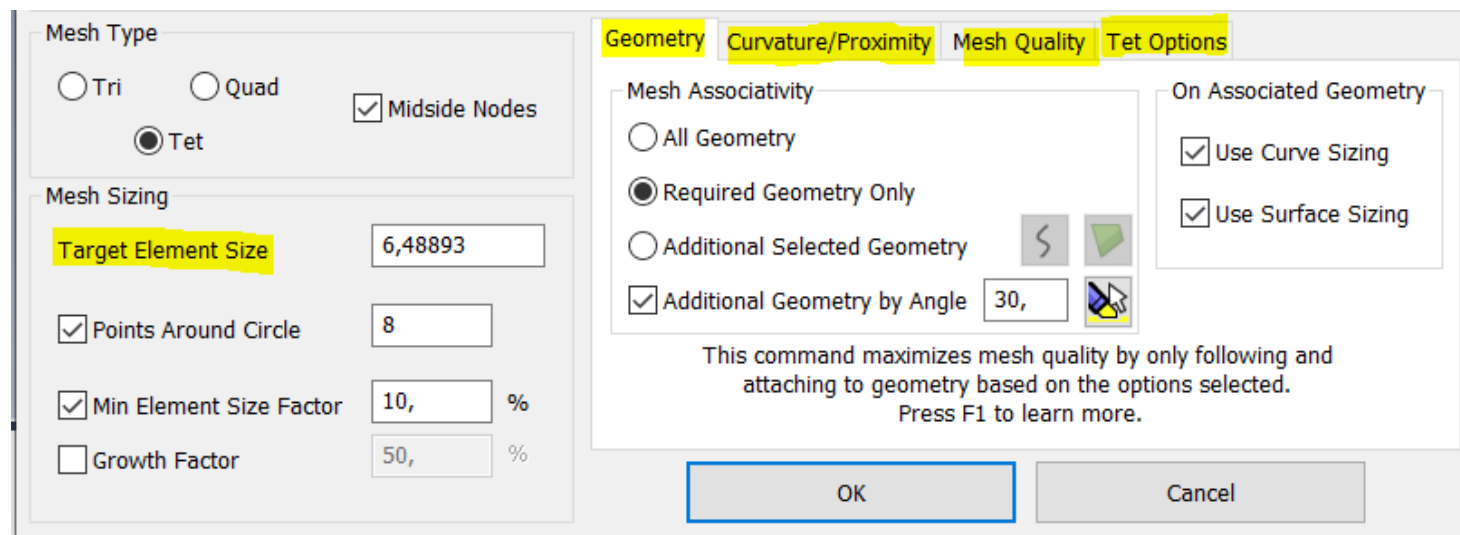 Mesh Type
Tri
Quad
Midside Nodes
Tet
Mesh Sizing
Target Element Size
6,48893
Points Around Circle
8
Min Element Size Factor
10,
%
Growth Factor
50,
%
Geometry
Curvature/Proximity
Mesh Quality
Tet Options
Mesh Associativity
All Geometry
Required Geometry Only
Additional Selected Geometry
Additional Geometry by Angle
30,
On Associated Geometry
Use Curve Sizing
Use Surface Sizing
This command maximizes mesh quality by only following and
attaching to geometry based on the options selected.
Press F1 to learn more.
OK
Cancel